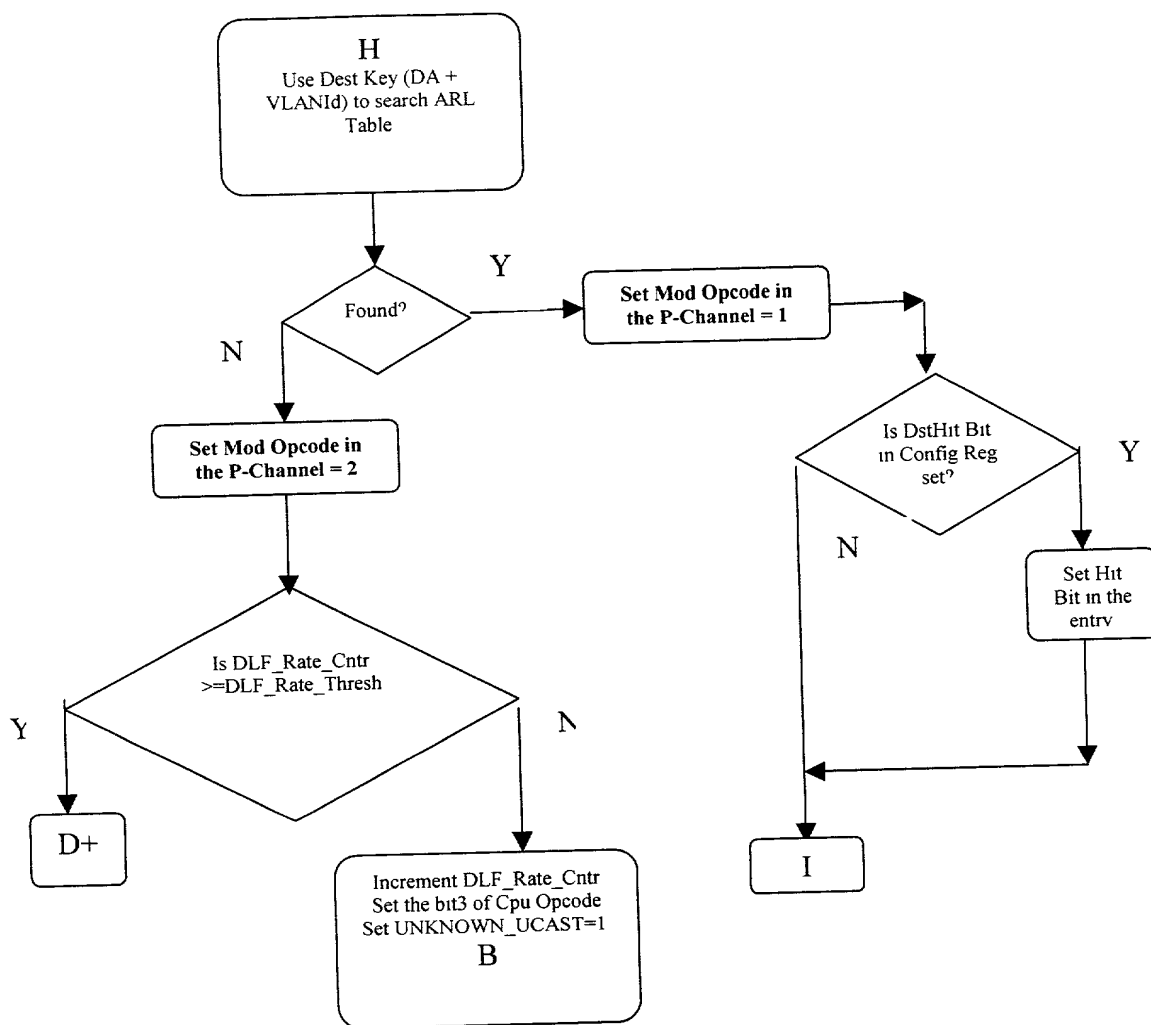 H
Use Dest Key (DA +
VLANId) to search ARL
Table
Found?
Y
Set Mod Opcode in
the P-Channel = 1
N
Set Mod Opcode in
the P-Channel = 2
Is DstHit Bit
in Config Reg
set?
Y
N
Set Hit
Bit in the
entry
Is DLF_Rate_Cntr
>=DLF_Rate_Thresh
Y
N
D+
I
Increment DLF_Rate_Cntr
Set the bit3 of Cpu Opcode
Set UNKNOWN_UCAST=1
B